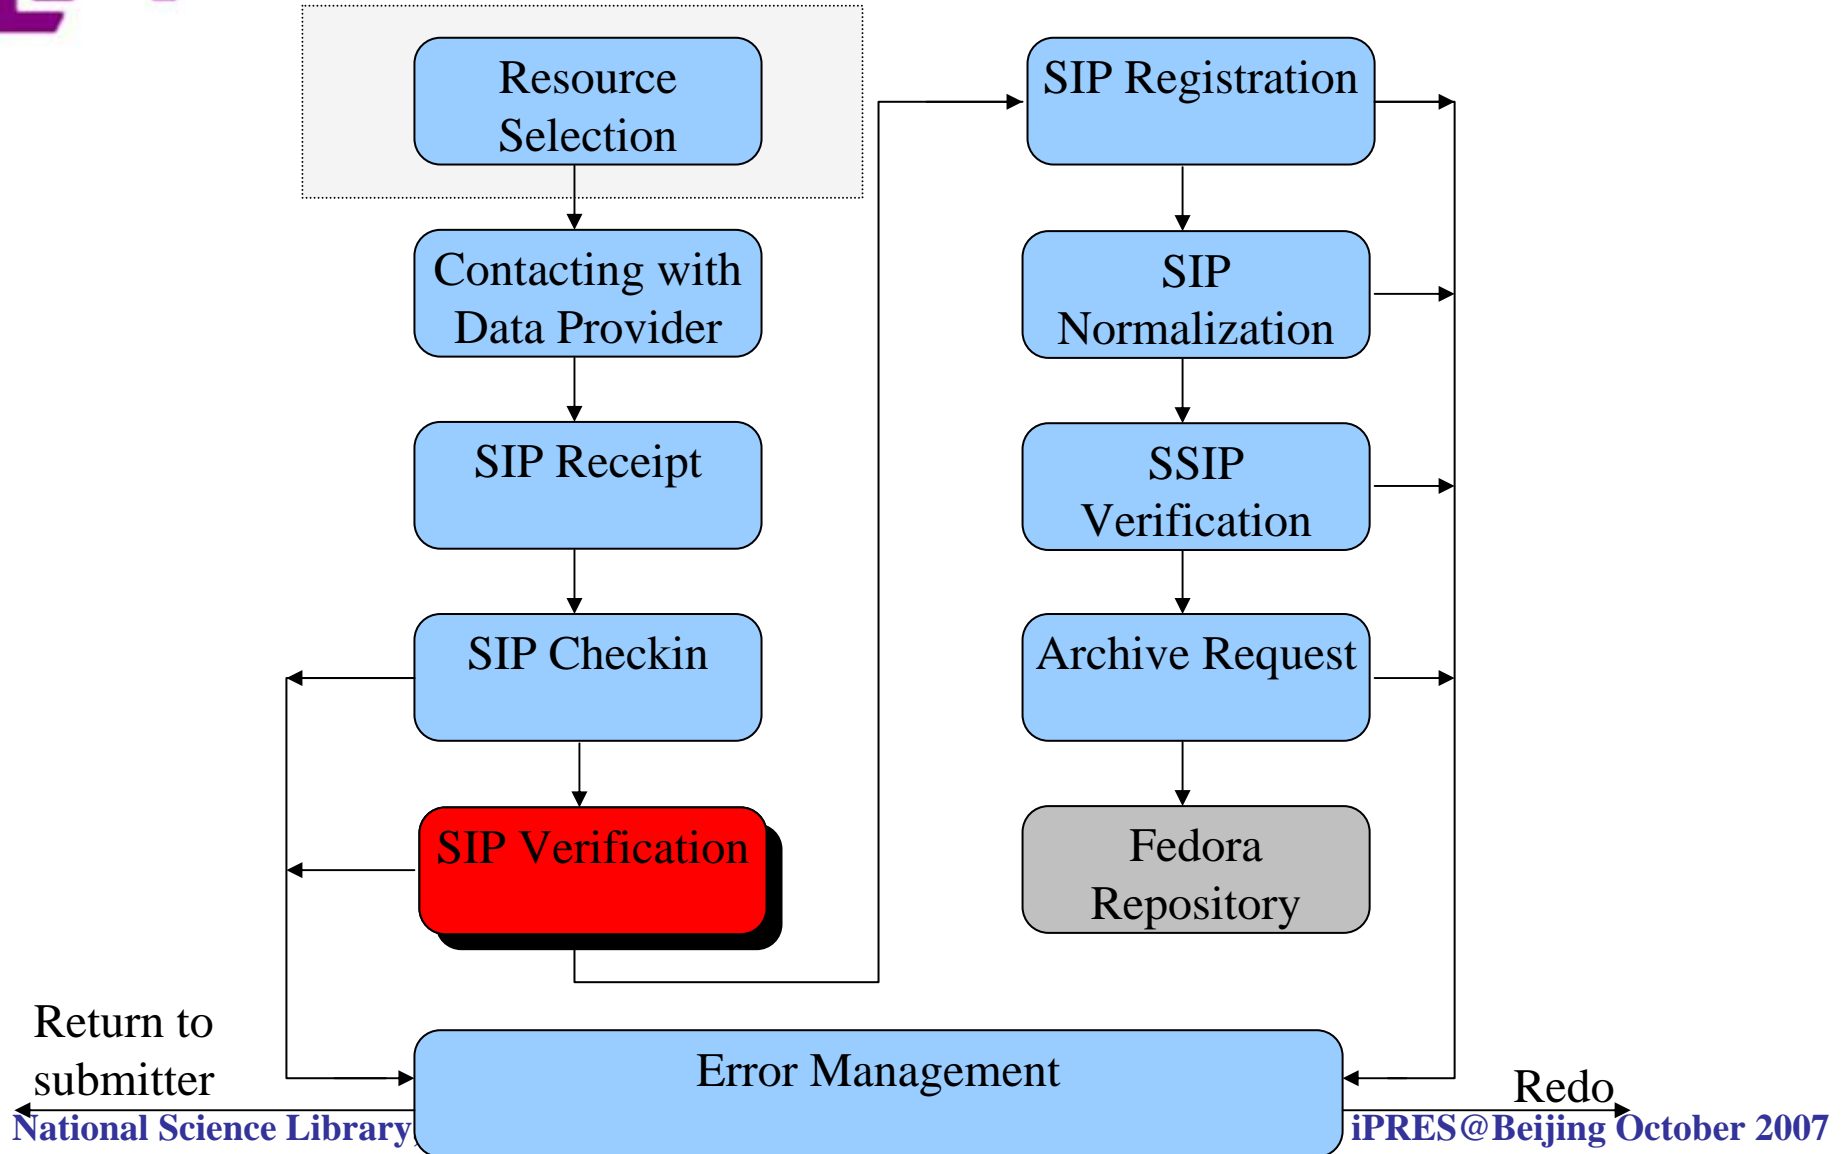 Resource
Selection
Contacting with
Data Provider
SIP Receipt
SIP Checkin
SIP Verification
SIP Registration
SIP
Normalization
SSIP
Verification
Archive Request
Fedora
Repository
Return to
submitter
Error Management
Redo
National Science Library,
iPRES@Beijing October 2007